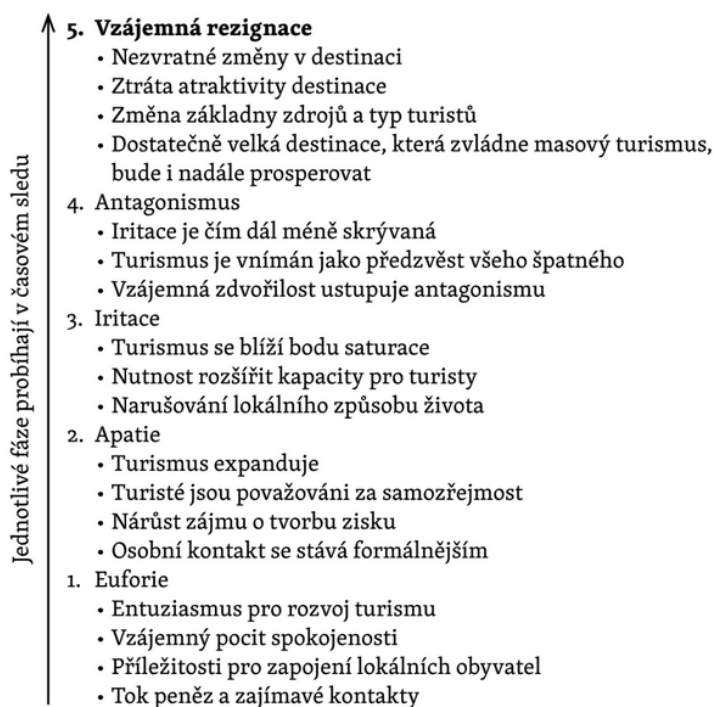 5. Vzájemná rezignace
• Nezvratné změny v destinaci
• Ztráta atraktivity destinace
• Změna základny zdrojů a typ turistů
• Dostatečně velká destinace, která zvládne masový turismus,
bude i nadále prosperovat
4. Antagonismus
• Iritace je čím dál méně skrývaná
• Turismus je vnímán jako předzvěst všeho špatného
• Vzájemná zdvořilost ustupuje antagonismu
3. Iritace
• Turismus se blíží bodu saturace
• Nutnost rozšířit kapacity pro turisty
• Narušování lokálního způsobu života
2. Apatie
• Turismus expanduje
• Turisté jsou považováni za samozřejmost
• Nárůst zájmu o tvorbu zisku
• Osobní kontakt se stává formálnějším
1. Euforie
• Entuziasmus pro rozvoj turismu
• Vzájemný pocit spokojenosti
• Příležitosti pro zapojení lokálních obyvatel
• Tok peněz a zajímavé kontakty
Jednotlivé fáze probíhají v časovém sledu